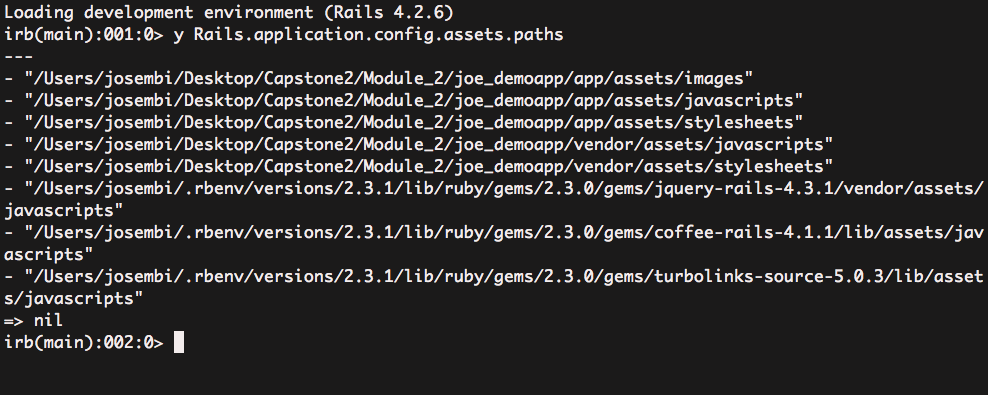 Loading development environment (Rails 4.2.6)
irb(main):001:0> y Rails.application.config.assets.paths
---
- "/Users/josembi/Desktop/Capstone2/Module_2/joe_demoapp/app/assets/images"
- "/Users/josembi/Desktop/Capstone2/Module_2/joe_demoapp/app/assets/javascripts"
- "/Users/josembi/Desktop/Capstone2/Module_2/joe_demoapp/app/assets/stylesheets"
- "/Users/josembi/Desktop/Capstone2/Module_2/joe_demoapp/vendor/assets/javascripts"
- "/Users/josembi/Desktop/Capstone2/Module_2/joe_demoapp/vendor/assets/stylesheets"
- "/Users/josembi/.rbenv/versions/2.3.1/lib/ruby/gems/2.3.0/gems/jquery-rails-4.3.1/vendor/assets/
javascripts"
- "/Users/josembi/.rbenv/versions/2.3.1/lib/ruby/gems/2.3.0/gems/coffee-rails-4.1.1/lib/assets/jav
ascripts"
- "/Users/josembi/.rbenv/versions/2.3.1/lib/ruby/gems/2.3.0/gems/turbolinks-source-5.0.3/lib/asset
s/javascripts"
=> nil
irb(main):002:0>